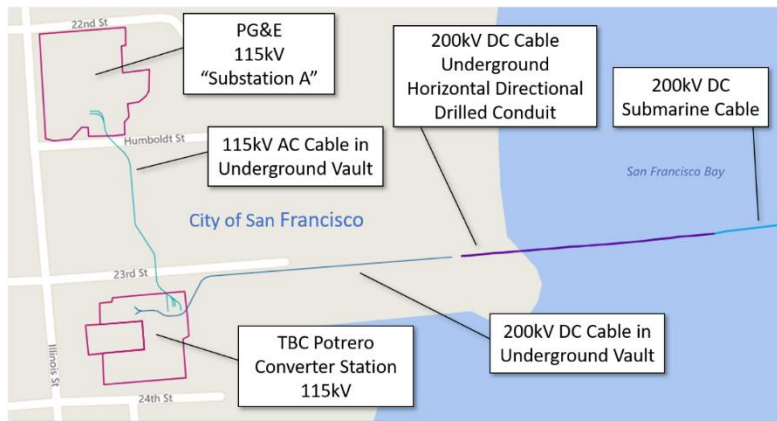 22nd St
PG&E
115kV
“Substation A”
200kV DC Cable
Underground
Horizontal Directional
Drilled Conduit
200kV DC
Submarine Cable
Humboldt St
115kV AC Cable in
Underground Vault
San Francisco Bay
City of San Francisco
23rd St
200kV DC Cable in
Underground Vault
TBC Potrero
Converter Station
115kV
Illinois St
24th St